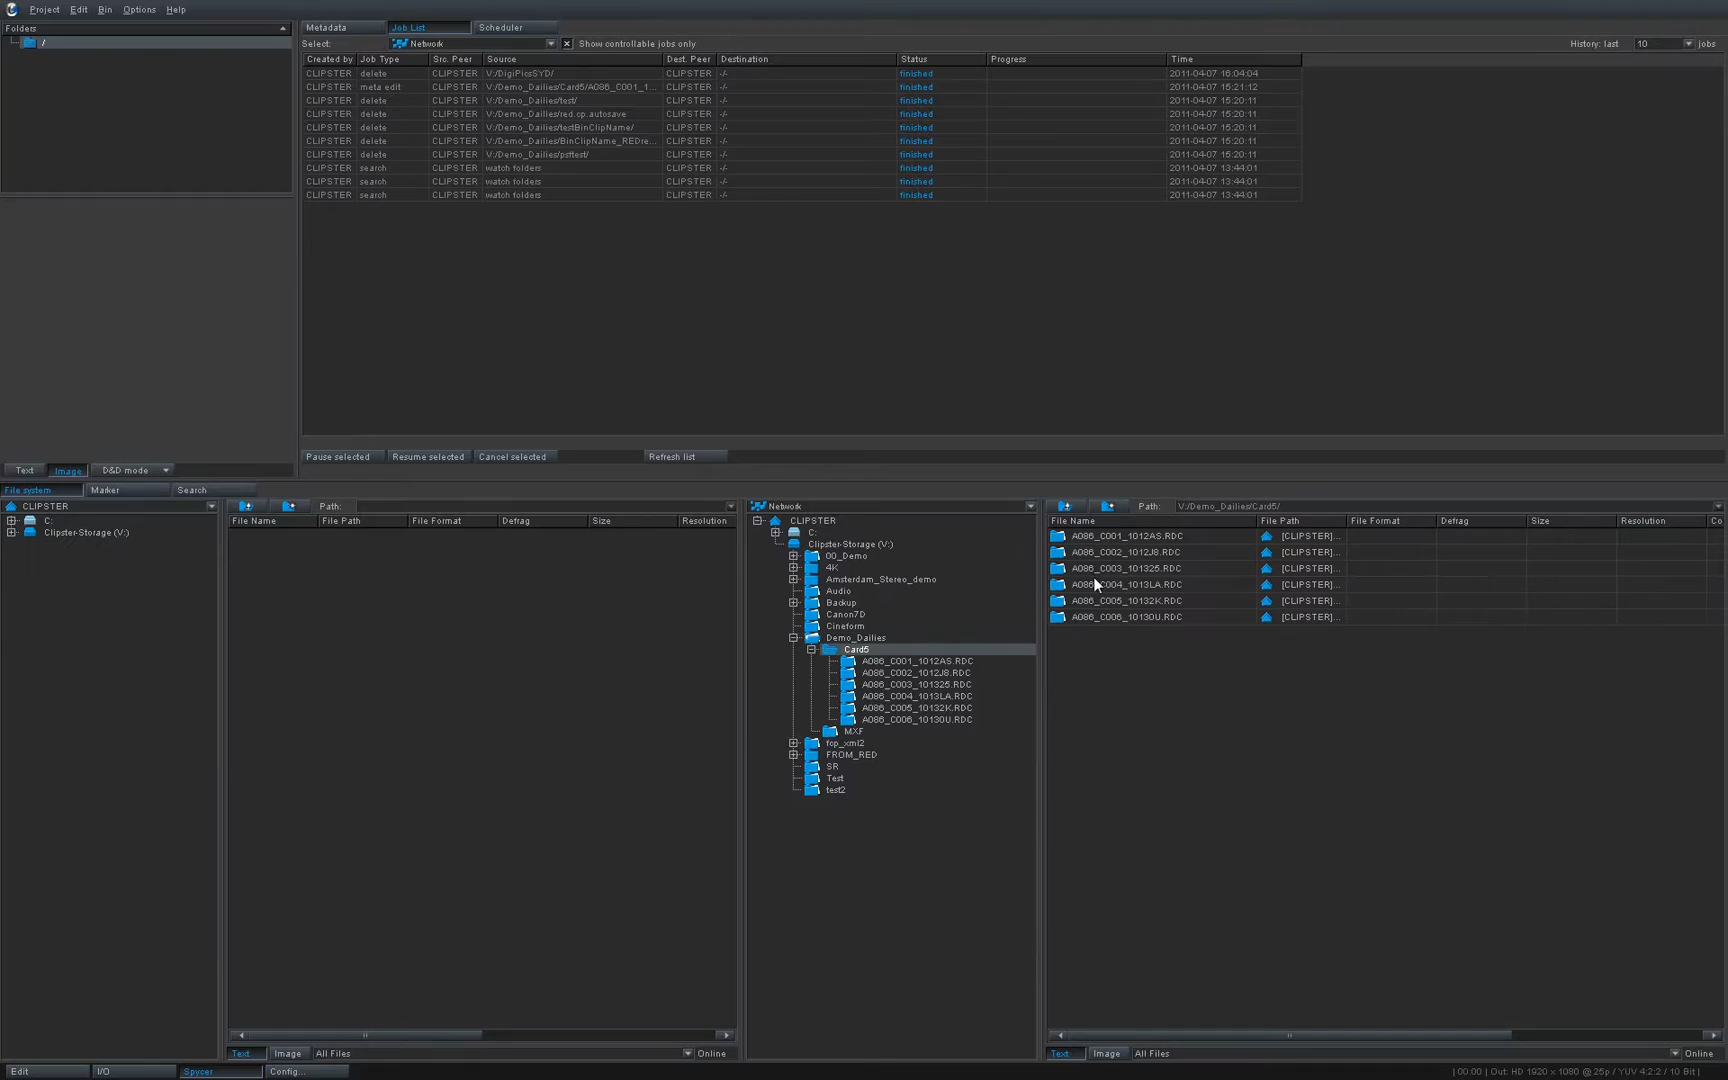 Project Edit Bin Options Help
Folders
/
Metadata Job List Scheduler
Select: Network Show controllable jobs only History: last 10 jobs
Created by Job Type Src. Peer Source Dest. Peer Destination Status Progress Time
CLIPSTER delete CLIPSTER V:/DigiPicsSYD/ CLIPSTER -/- finished 2011-04-07 16:04:04
CLIPSTER meta edit CLIPSTER V:/Demo_Dailies/Card5/A086_C001_1... CLIPSTER -/- finished 2011-04-07 15:21:12
CLIPSTER delete CLIPSTER V:/Demo_Dailies/test/ CLIPSTER -/- finished 2011-04-07 15:20:11
CLIPSTER delete CLIPSTER V:/Demo_Dailies/red.cp.autosave CLIPSTER -/- finished 2011-04-07 15:20:11
CLIPSTER delete CLIPSTER V:/Demo_Dailies/testBinClipName/ CLIPSTER -/- finished 2011-04-07 15:20:11
CLIPSTER delete CLIPSTER V:/Demo_Dailies/BinClipName_REDre... CLIPSTER -/- finished 2011-04-07 15:20:11
CLIPSTER delete CLIPSTER V:/Demo_Dailies/psttest/ CLIPSTER -/- finished 2011-04-07 15:20:11
CLIPSTER search CLIPSTER watch folders CLIPSTER -/- finished 2011-04-07 13:44:01
CLIPSTER search CLIPSTER watch folders CLIPSTER -/- finished 2011-04-07 13:44:01
CLIPSTER search CLIPSTER watch folders CLIPSTER -/- finished 2011-04-07 13:44:01
Pause selected Resume selected Cancel selected Refresh list
Text Image D&D mode
File system Marker Search
CLIPSTER Path: Network Path: V:/Demo_Dailies/Card5/
C:
Clipster-Storage (V:)
File Name File Path File Format Defrag Size Resolution
CLIPSTER
C:
Clipster-Storage (V:)
00_Demo
4K
Amsterdam_Stereo_demo
Audio
Backup
Canon7D
Cineform
Demo_Dailies
Card5
A086_C001_1012AS.RDC
A086_C002_1012J8.RDC
A086_C003_101325.RDC
A086_C004_1013LA.RDC
A086_C005_10132K.RDC
A086_C006_10130U.RDC
MXF
fcp_xml2
FROM_RED
SR
Test
test2
File Name File Path File Format Defrag Size Resolution Co
A086_C001_1012AS.RDC [CLIPSTER]...
A086_C002_1012J8.RDC [CLIPSTER]...
A086_C003_101325.RDC [CLIPSTER]...
A086_C004_1013LA.RDC [CLIPSTER]...
A086_C005_10132K.RDC [CLIPSTER]...
A086_C006_10130U.RDC [CLIPSTER]...
Text Image All Files Online Text Image All Files Online
Edit I/O Spycer Config... | 00:00 | Out: HD 1920 x 1080 @ 25p / YUV 4:2:2 / 10 Bit |